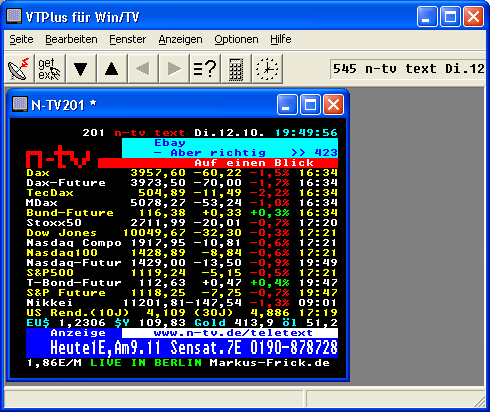 VTPlus für Win/TV
Seite Bearbeiten Fenster Anzeigen Optionen Hilfe
get exts 545 n-tv text Di.12
N-TV201 *
201 n-tv text Di.12.10. 19:49:56
Ebay
- Aber richtig >> 423
n-tv
Auf einen Blick
Dax 3957,60 -60,22 -1,5% 16:34
Dax-Future 3973,50 -70,00 -1,7% 16:34
TecDax 504,89 -11,49 -2,2% 16:34
MDax 5078,27 -53,24 -1,0% 16:34
Bund-Future 116,38 +0,33 +0,3% 16:34
Stoxx50 2711,99 -20,01 -0,7% 17:20
Dow Jones 10049,67 -32,30 -0,3% 17:21
Nasdaq Compo 1917,95 -10,81 -0,6% 17:21
Nasdaq100 1428,89 -8,84 -0,6% 17:21
Nasdaq-Futur 1429,00 -13,50 -0,9% 19:49
S&P500 1119,24 -5,15 -0,5% 17:21
T-Bond-Futur 112,63 +0,47 +0,4% 19:47
S&P Future 1118,25 -7,75 -0,7% 19:47
Nikkei 11201,81-147,54 -1,3% 09:01
US Rend.(10J) 4,109 (30J) 4,886 17:19
EU$ 1,2306 $Y 109,83 Gold 413,9 öl 51,2
Anzeige www.n-tv.de/teletext
Heute1E,Am9.11 Sensat.7E 0190-878728
1,86E/M LIVE IN BERLIN Markus-Frick.de